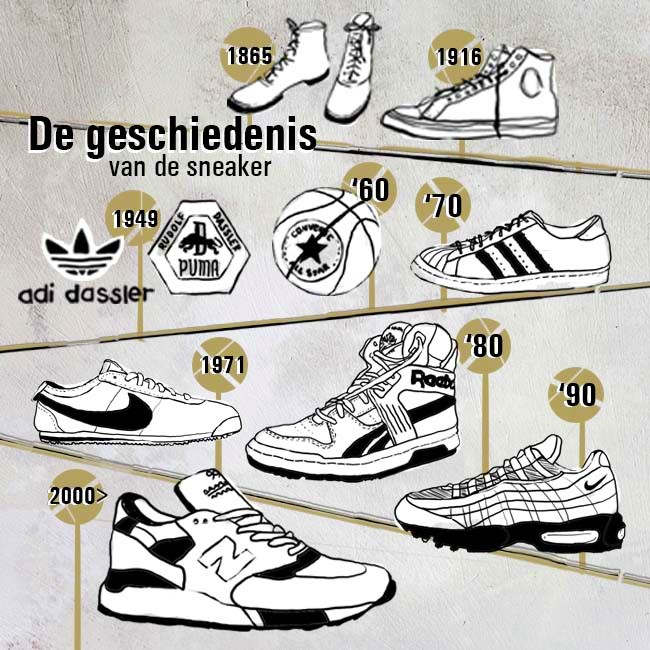 1865
1916
De geschiedenis
van de sneaker
1949
RUDOLF DASSLER
PUMA
adi dassler
'60
CONVERSE
ALL STAR
'70
1971
'80
Reebok
'90
2000>
N